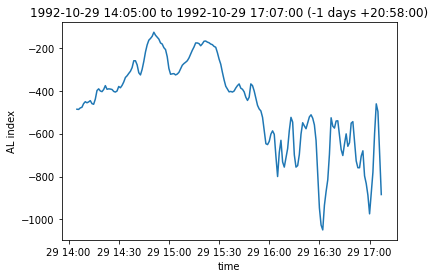 1992-10-29 14:05:00 to 1992-10-29 17:07:00 (-1 days +20:58:00)
−200
−400
−600
−800
−1000
AL index
29 14:00 29 14:30 29 15:00 29 15:30 29 16:00 29 16:30 29 17:00
time